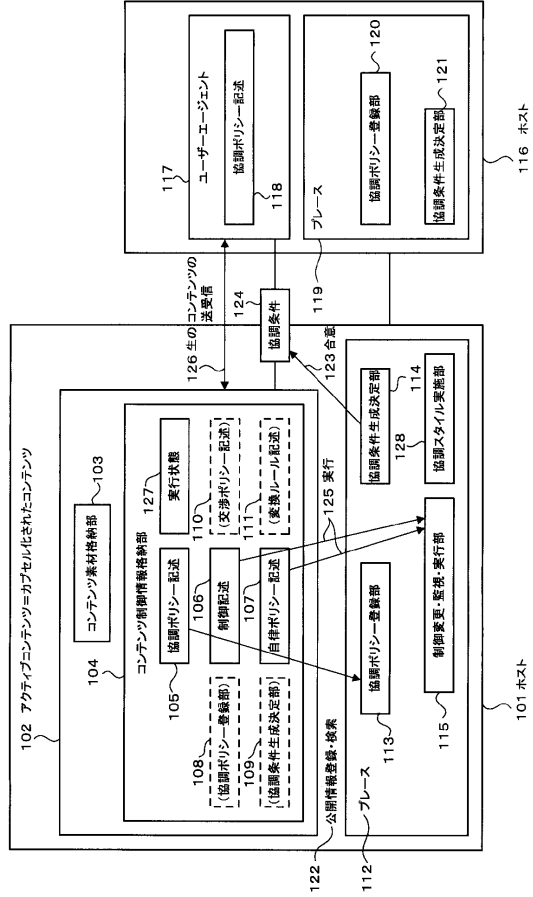 102 アクティブコンテンツ=カプセル化されたコンテンツ
コンテンツ素材格納部
103
104
コンテンツ制御情報格納部
協調ポリシー記述
105
実行状態
127
108
(協調ポリシー登録部)
制御記述
106
(交渉ポリシー記述)
110
109
(協調条件生成決定部)
自律ポリシー記述
107
(変換ルール記述)
111
122
公開情報登録・検索
125 実行
123 合意
協調条件
124
126 生のコンテンツの
送受信
112
プレース
協調ポリシー登録部
113
協調条件生成決定部
114
制御変更・監視・実行部
115
協調スタイル実施部
128
101 ホスト
117
ユーザーエージェント
協調ポリシー記述
118
プレース
119
協調ポリシー登録部
120
協調条件生成決定部
121
116 ホスト